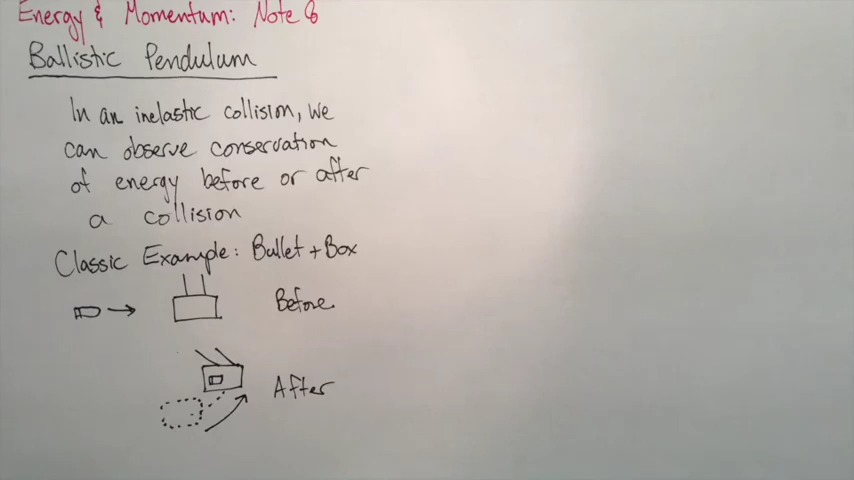 Energy & Momentum: Note 8
Ballistic Pendulum
In an inelastic collision, we
can observe conservation
of energy before or after
a collision
Classic Example: Bullet + Box
Before
After